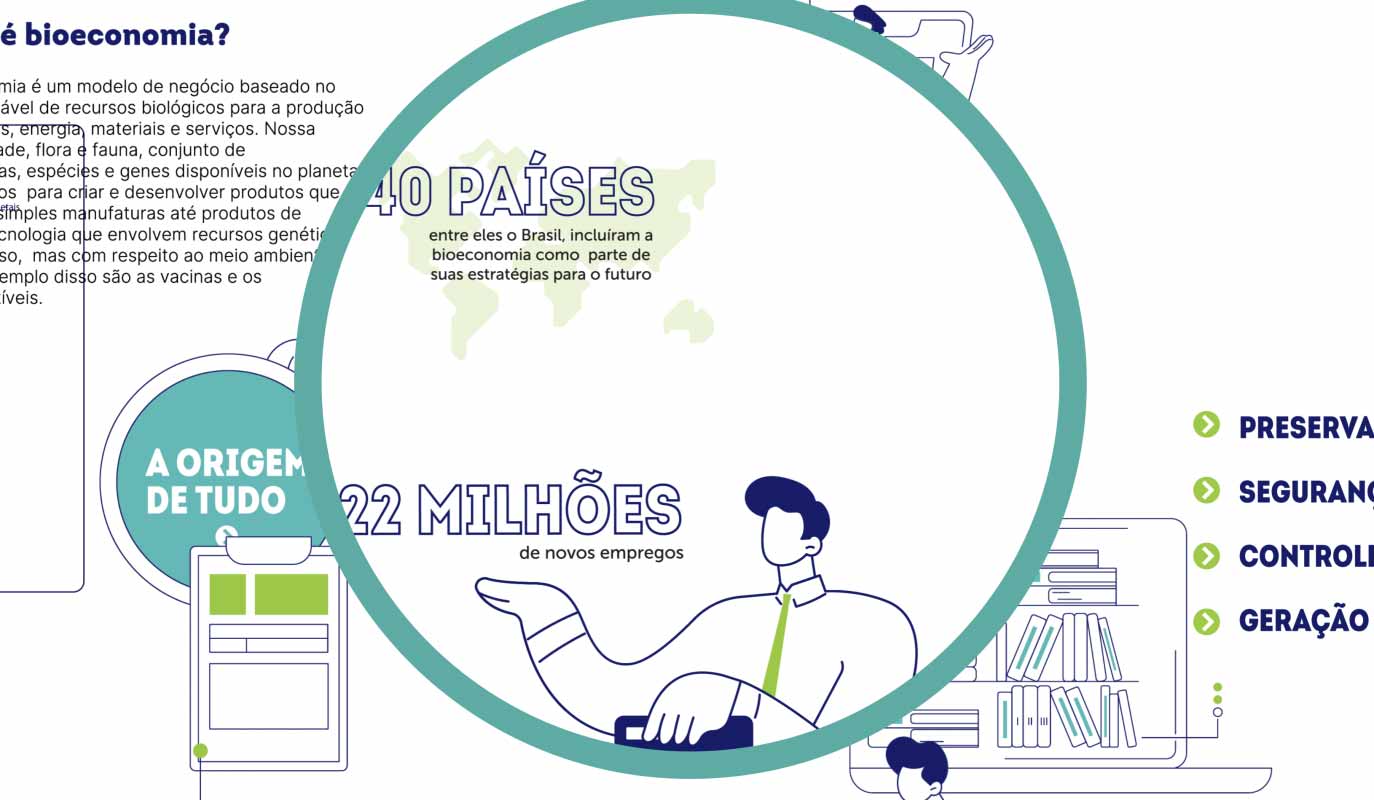 é bioeconomia?
mia é um modelo de negócio baseado no
ável de recursos biológicos para a produção
s, energia, materiais e serviços. Nossa
ade, flora e fauna, conjunto de
as, espécies e genes disponíveis no planeta
os para criar e desenvolver produtos que
simples manufaturas até produtos de
cnologia que envolvem recursos genétic
so, mas com respeito ao meio ambien
emplo disso são as vacinas e os
íveis.
40 PAÍSES
entre eles o Brasil, incluíram a
bioeconomia como parte de
suas estratégias para o futuro
A ORIGEM
DE TUDO
22 MILHÕES
de novos empregos
PRESERVA
SEGURANÇ
CONTROL
GERAÇÃO
I II III